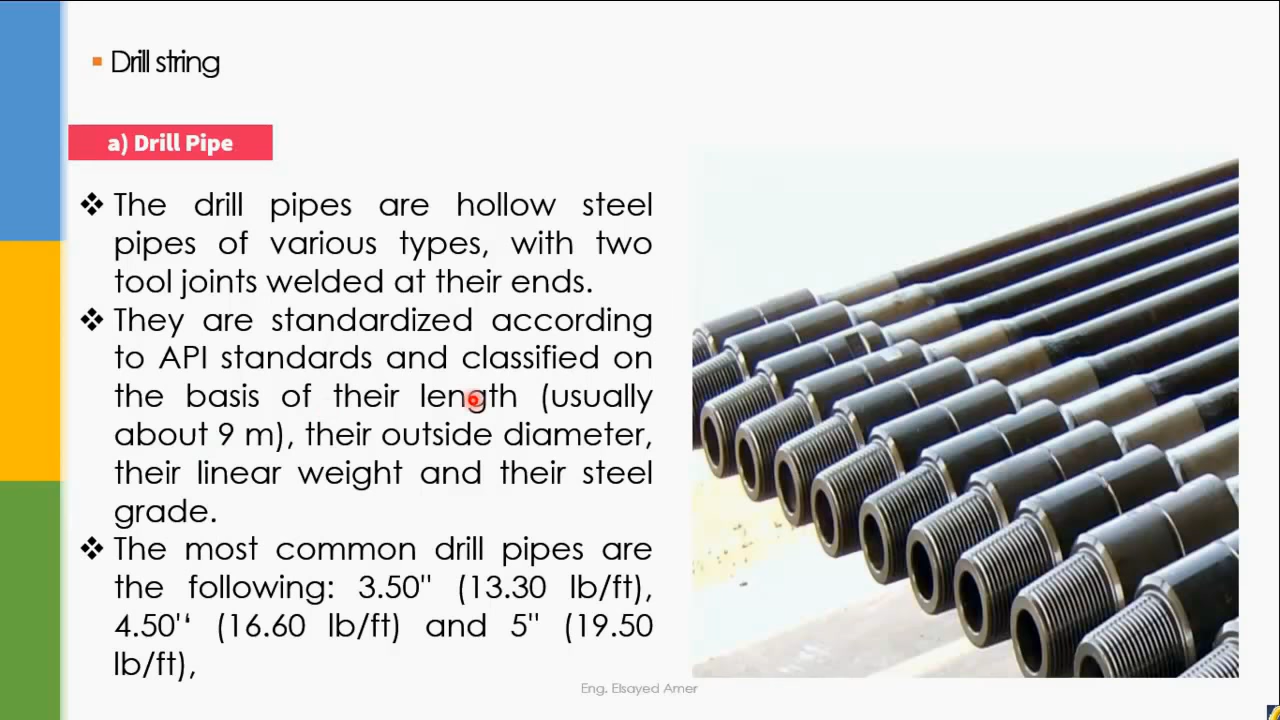 ▪ Drill string
a) Drill Pipe
❖ The drill pipes are hollow steel
pipes of various types, with two
tool joints welded at their ends.
❖ They are standardized according
to API standards and classified on
the basis of their length (usually
about 9 m), their outside diameter,
their linear weight and their steel
grade.
❖ The most common drill pipes are
the following: 3.50" (13.30 lb/ft),
4.50'‘ (16.60 lb/ft) and 5" (19.50
lb/ft),
Eng. Elsayed Amer